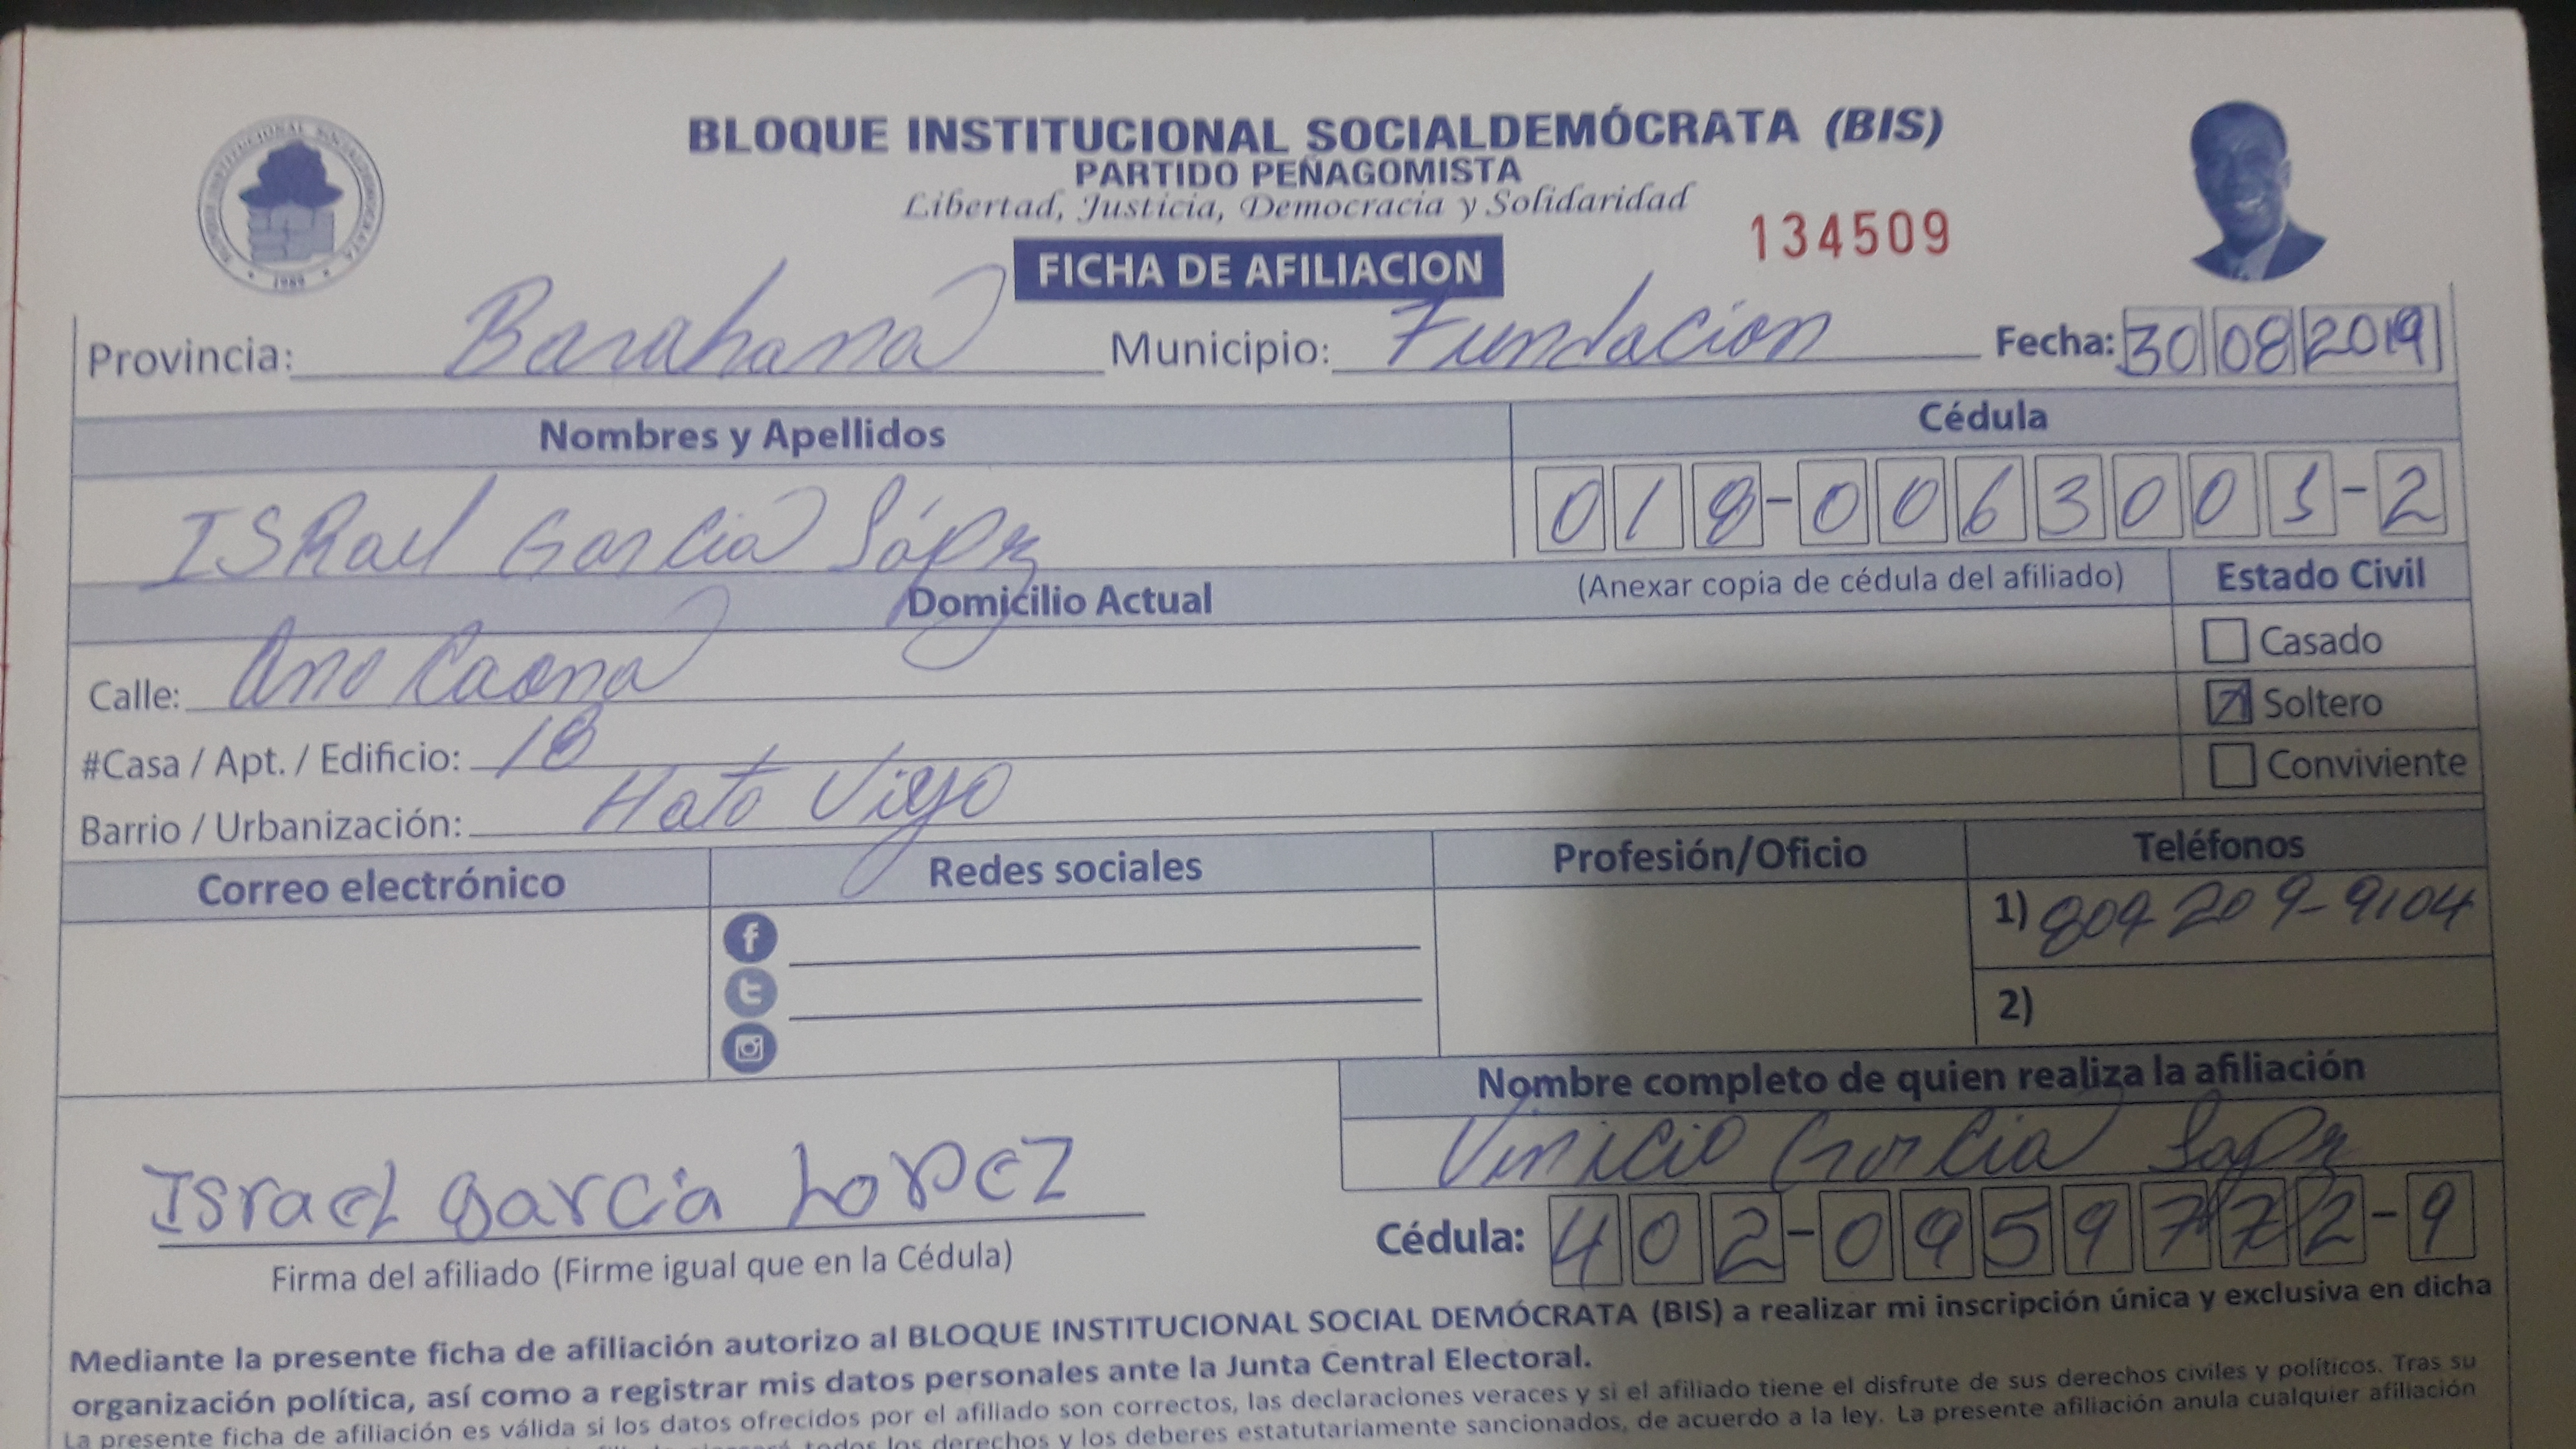 BLOQUE INSTITUCIONAL SOCIALDEMÓCRATA (BIS)
PARTIDO PEÑAGOMISTA
Libertad, Justicia, Democracia y Solidaridad
134509
FICHA DE AFILIACION
Provincia: Barahona Municipio: Fundacion Fecha: 30 08 2019
Nombres y Apellidos Cédula
ISRael Garcia López 018-0063001-2
Domicilio Actual (Anexar copia de cédula del afiliado) Estado Civil
Calle: Ana Caona
Casado
Soltero
#Casa / Apt. / Edificio: 18
Conviviente
Barrio / Urbanización: Hato Viejo
Correo electrónico Redes sociales Profesión/Oficio Teléfonos
1) 809 209-9104
2)
Nombre completo de quien realiza la afiliación
Vinicio Garcia Lopez
Israel Garcia Lopez
Cédula: 402-0959772-9
Firma del afiliado (Firme igual que en la Cédula)
Mediante la presente ficha de afiliación autorizo al BLOQUE INSTITUCIONAL SOCIAL DEMÓCRATA (BIS) a realizar mi inscripción única y exclusiva en dicha
organización política, así como a registrar mis datos personales ante la Junta Central Electoral.
La presente ficha de afiliación es válida si los datos ofrecidos por el afiliado son correctos, las declaraciones veraces y si el afiliado tiene el disfrute de sus derechos civiles y políticos. Tras su
todos los derechos y los deberes estatutariamente sancionados, de acuerdo a la ley. La presente afiliación anula cualquier afiliación